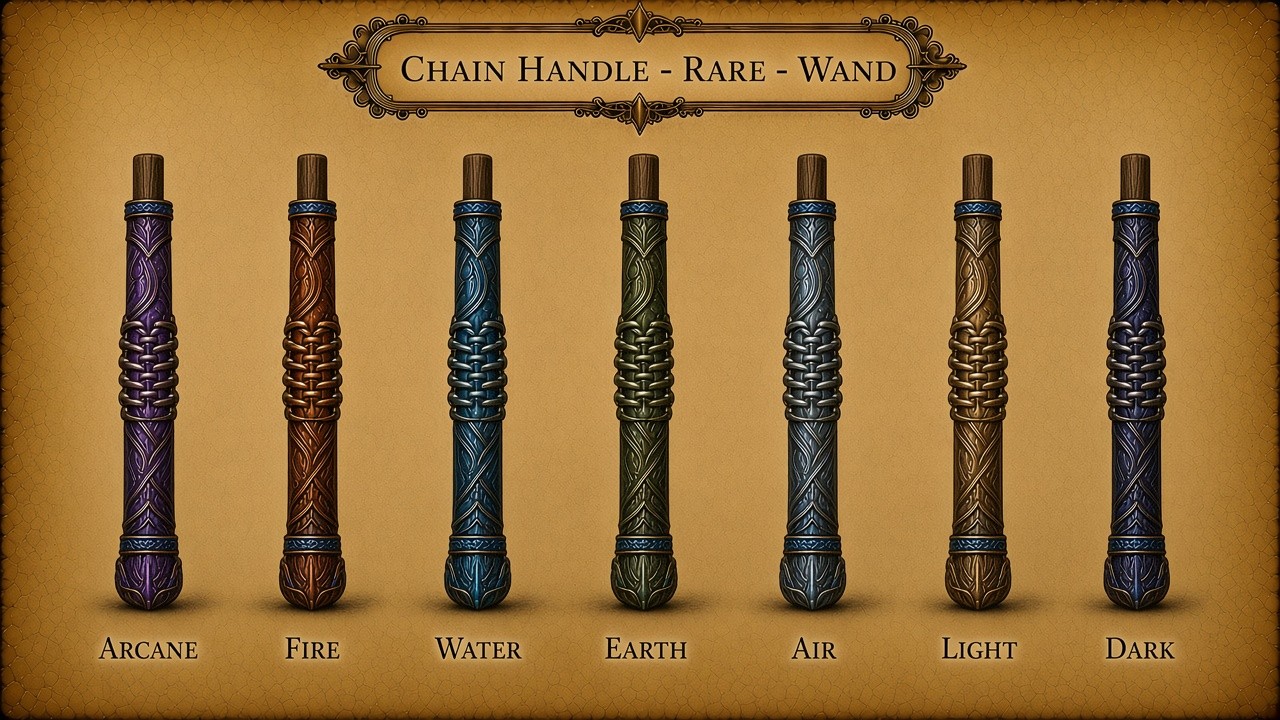 Chain Handle - Rare - Wand
Arcane
Fire
Water
Earth
Air
Light
Dark